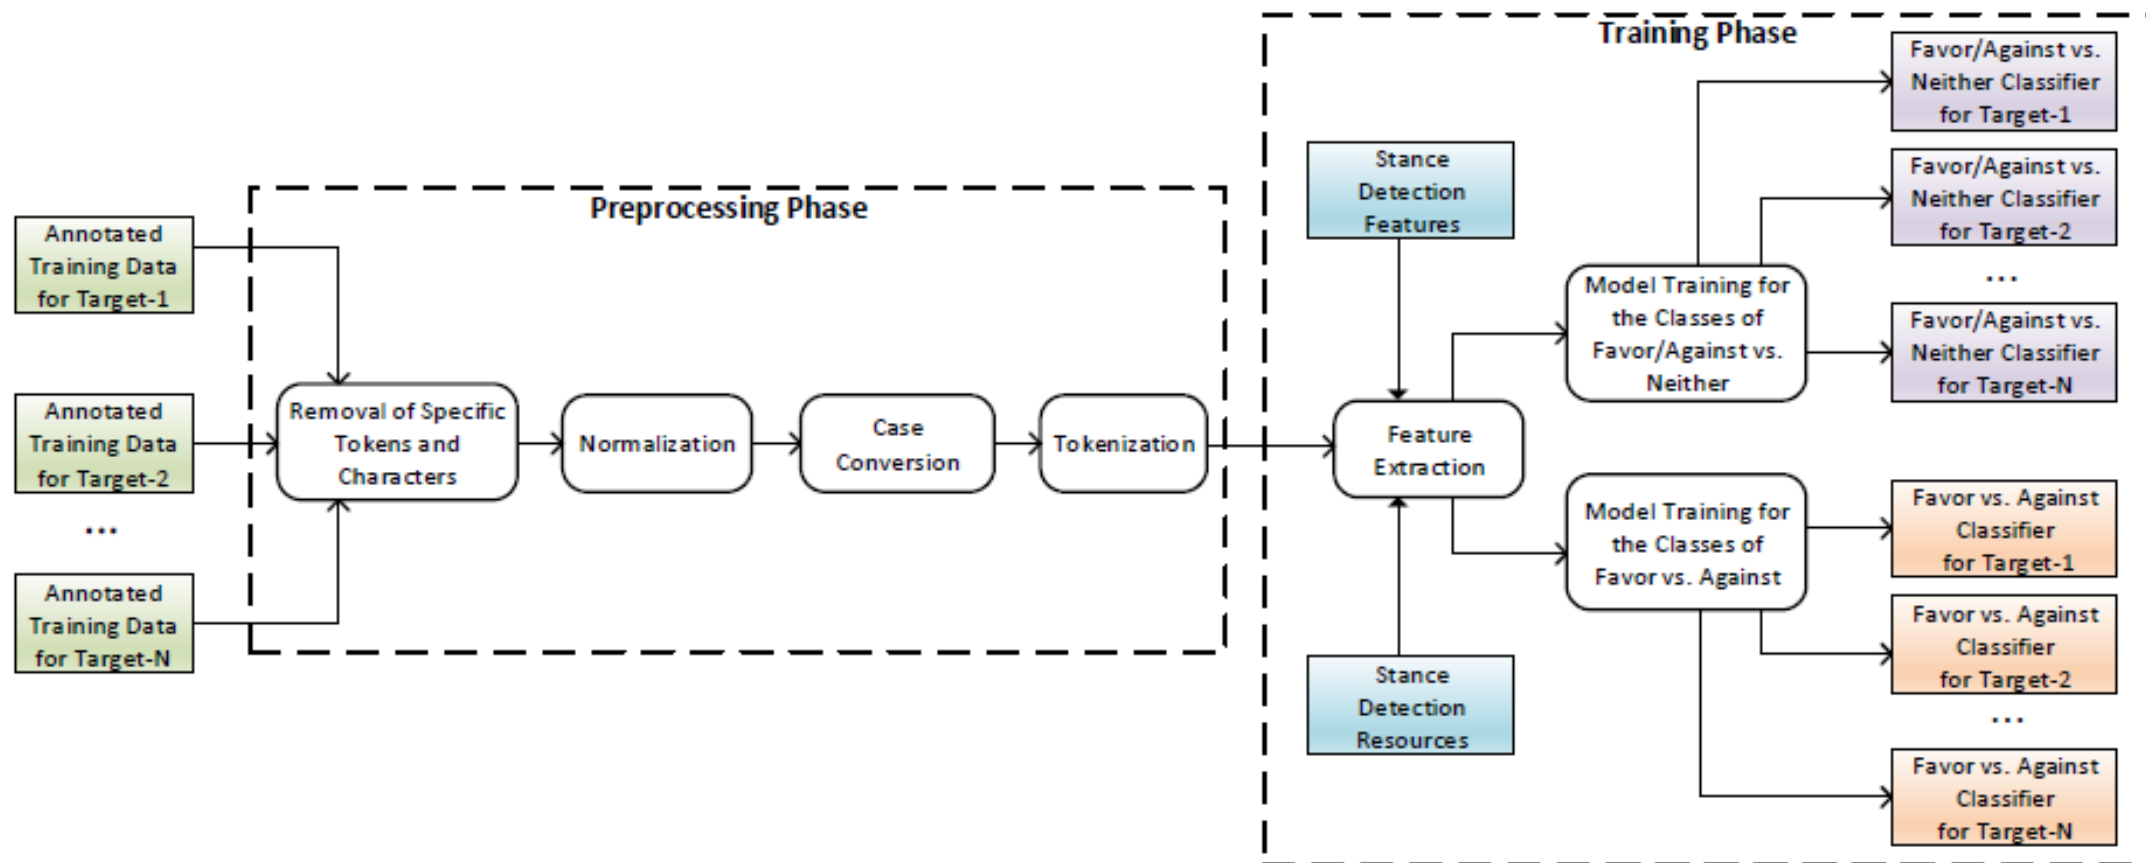 Annotated
Training Data
for Target-1
Annotated
Training Data
for Target-2
...
Annotated
Training Data
for Target-N
Preprocessing Phase
Removal of Specific
Tokens and
Characters
Normalization
Case
Conversion
Tokenization
Training Phase
Stance
Detection
Features
Feature
Extraction
Stance
Detection
Resources
Model Training for
the Classes of
Favor/Against vs.
Neither
Model Training for
the Classes of
Favor vs. Against
Favor/Against vs.
Neither Classifier
for Target-1
Favor/Against vs.
Neither Classifier
for Target-2
...
Favor/Against vs.
Neither Classifier
for Target-N
Favor vs. Against
Classifier
for Target-1
Favor vs. Against
Classifier
for Target-2
...
Favor vs. Against
Classifier
for Target-N